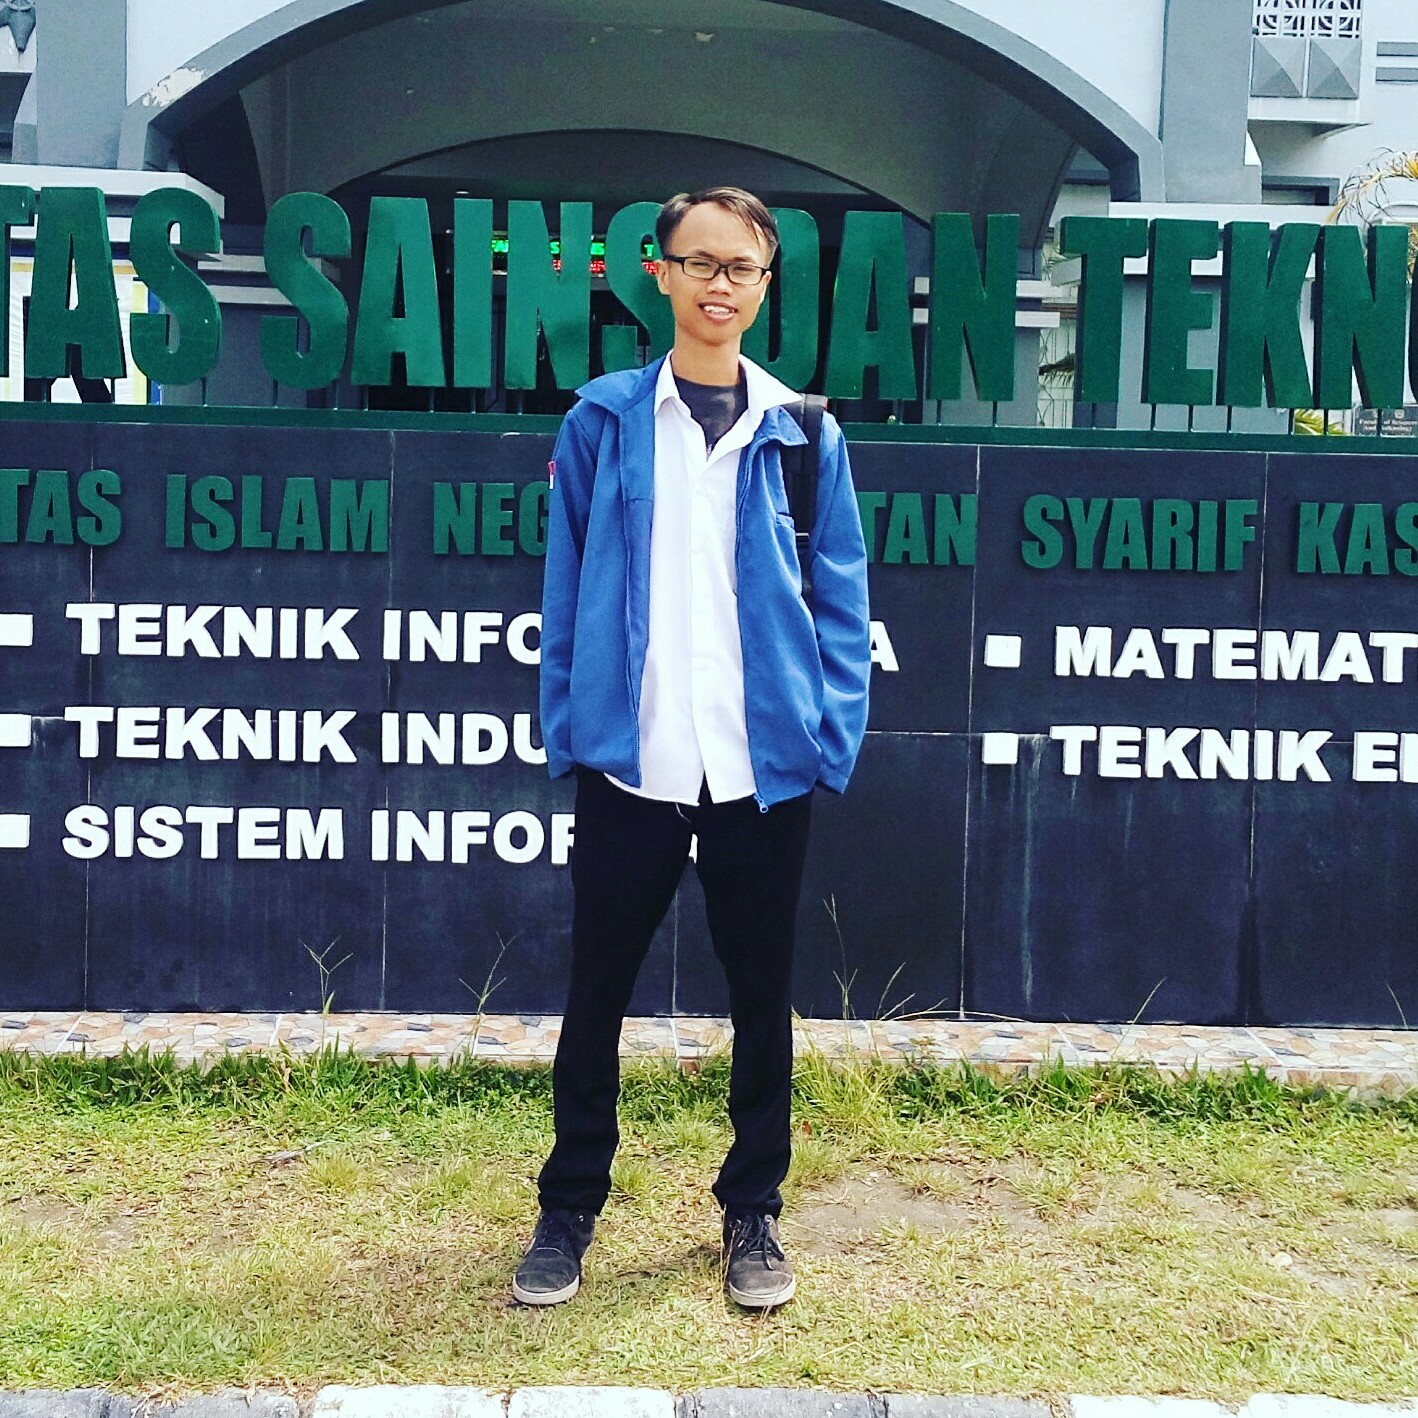 TAS SAINS DAN TEKN
TAS ISLAM NEG TAN SYARIF KAS
TEKNIK INFO A
TEKNIK INDU
SISTEM INFOR
MATEMAT
TEKNIK E